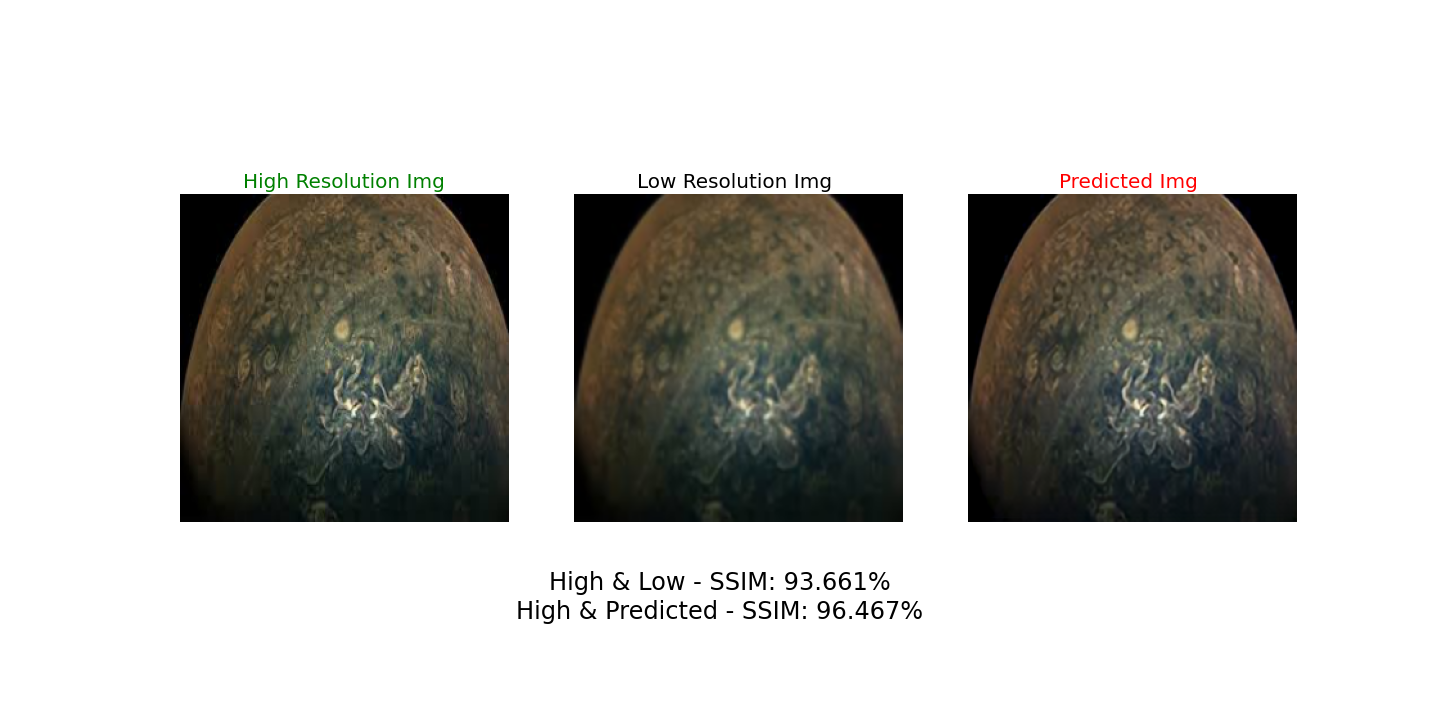 High Resolution Img
Low Resolution Img
Predicted Img
High & Low - SSIM: 93.661%
High & Predicted - SSIM: 96.467%